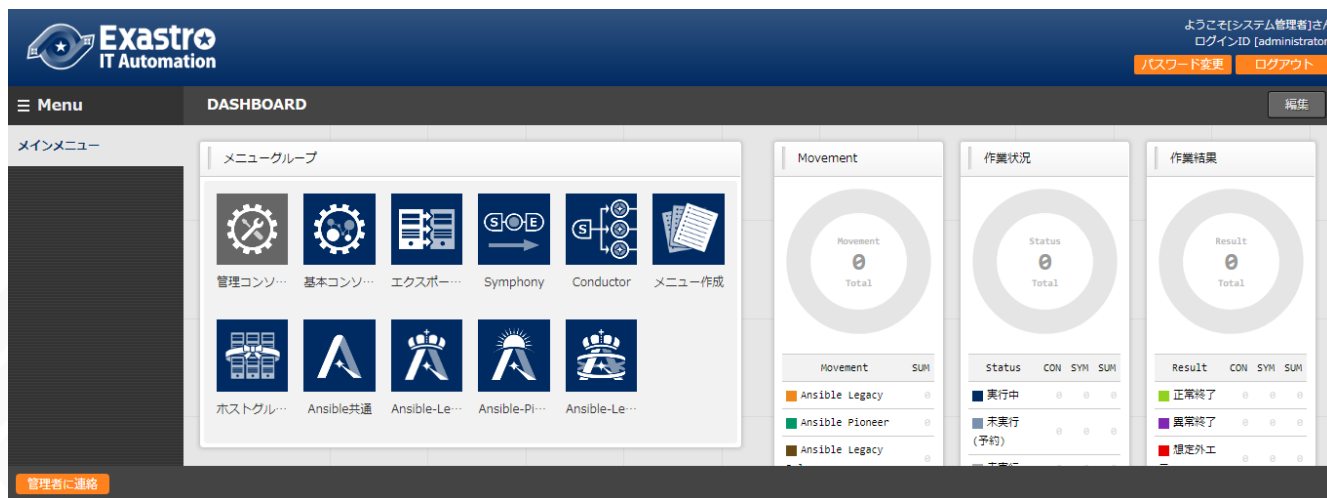 Exastro
IT Automation
ようこそ[システム管理者]さん
ログインID [administrator
パスワード変更
ログアウト
Menu
DASHBOARD
編集
メインメニュー
メニューグループ
管理コンソ…
基本コンソ…
エクスポー…
S O E
Symphony
S
Conductor
メニュー作成
ホストグル…
Ansible共通
Ansible-Le…
Ansible-Pi…
Ansible-Le…
Movement
Movement
0
Total
Movement SUM
Ansible Legacy 0
Ansible Pioneer 0
Ansible Legacy
0
作業状況
Status
0
Total
Status CON SYM SUM
実行中 0 0 0
未実行
(予約) 0 0 0
作業結果
Result
0
Total
Result CON SYM SUM
正常終了 0 0 0
異常終了 0 0 0
想定外エ
0 0 0
管理者に連絡